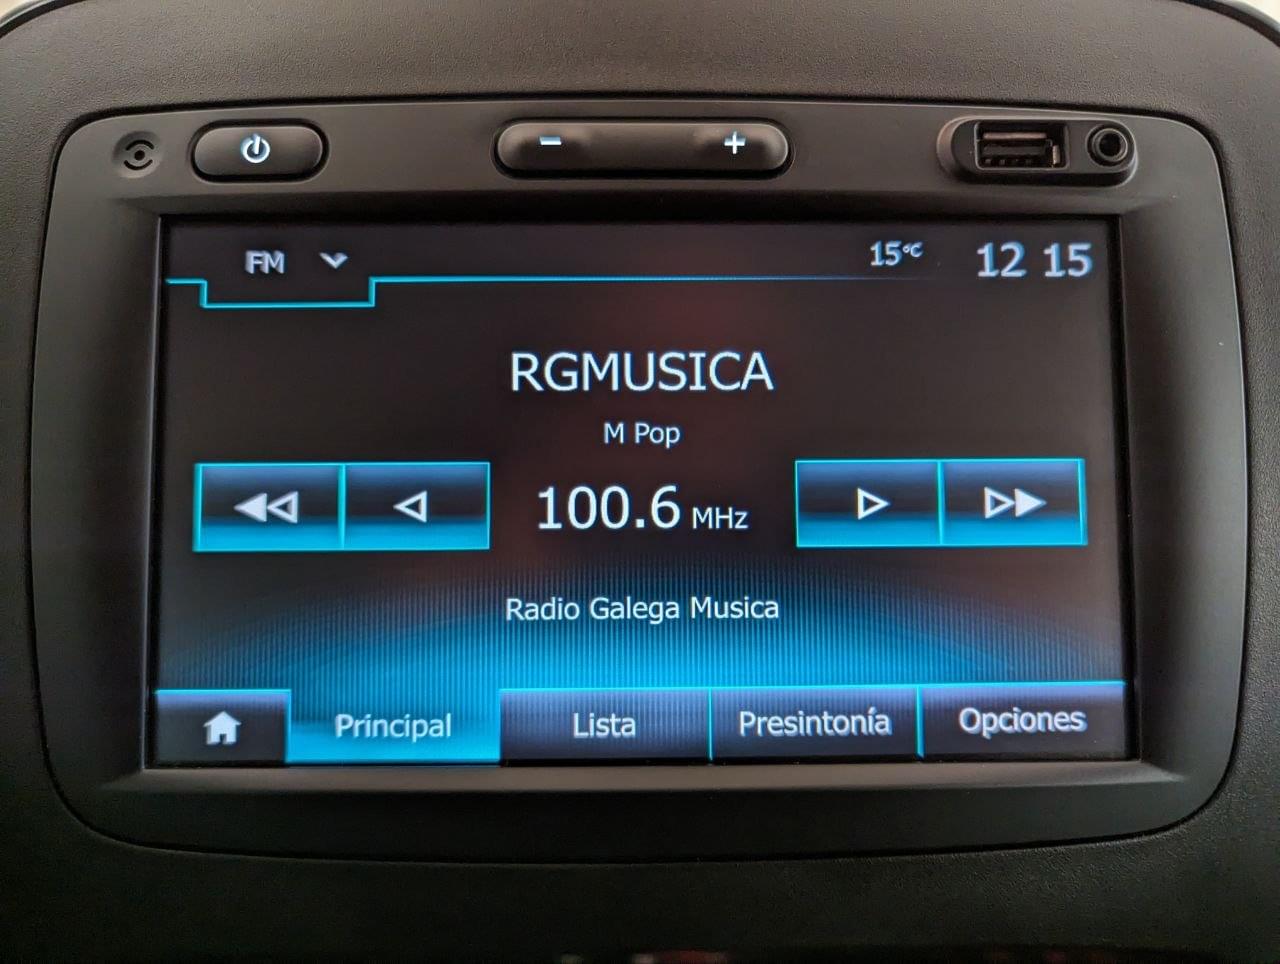 FM
15°C 12 15
RGMUSICA
M Pop
100.6 MHz
Radio Galega Musica
Principal Lista Presintonía Opciones